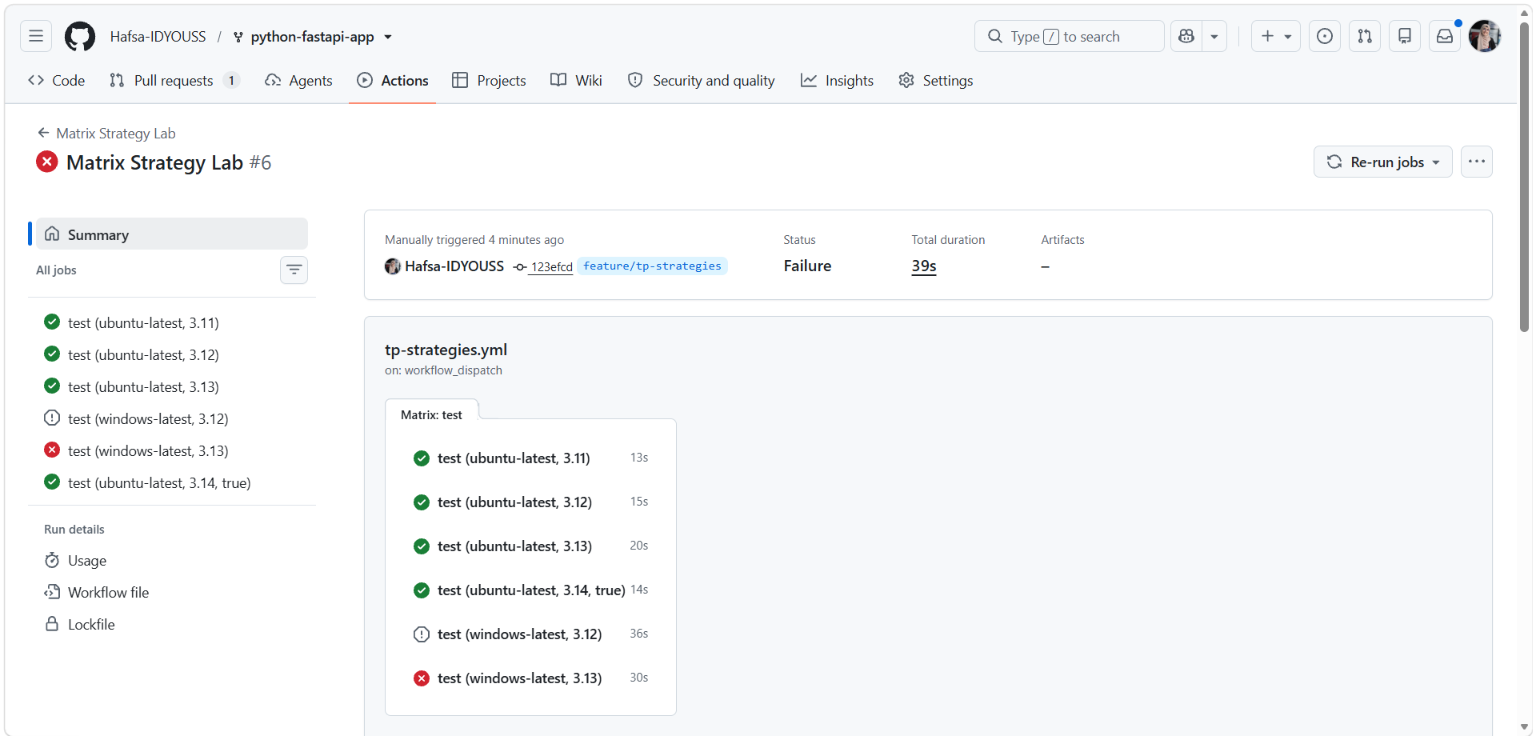 Hafsa-IDYOUSS / python-fastapi-app
Type / to search
Code
Pull requests 1
Agents
Actions
Projects
Wiki
Security and quality
Insights
Settings
Matrix Strategy Lab
Matrix Strategy Lab #6
Re-run jobs
Summary
All jobs
test (ubuntu-latest, 3.11)
test (ubuntu-latest, 3.12)
test (ubuntu-latest, 3.13)
test (windows-latest, 3.12)
test (windows-latest, 3.13)
test (ubuntu-latest, 3.14, true)
Run details
Usage
Workflow file
Lockfile
Manually triggered 4 minutes ago
Hafsa-IDYOUSS 123efcd feature/tp-strategies
Status
Failure
Total duration
39s
Artifacts
–
tp-strategies.yml
on: workflow_dispatch
Matrix: test
test (ubuntu-latest, 3.11) 13s
test (ubuntu-latest, 3.12) 15s
test (ubuntu-latest, 3.13) 20s
test (ubuntu-latest, 3.14, true) 14s
test (windows-latest, 3.12) 36s
test (windows-latest, 3.13) 30s